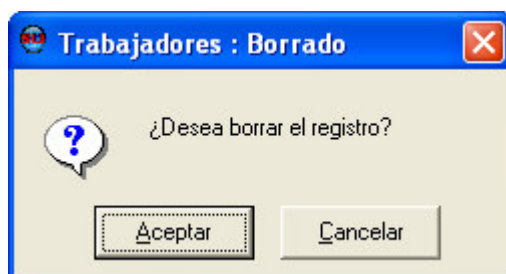 Trabajadores : Borrado
¿Desea borrar el registro?
Aceptar
Cancelar